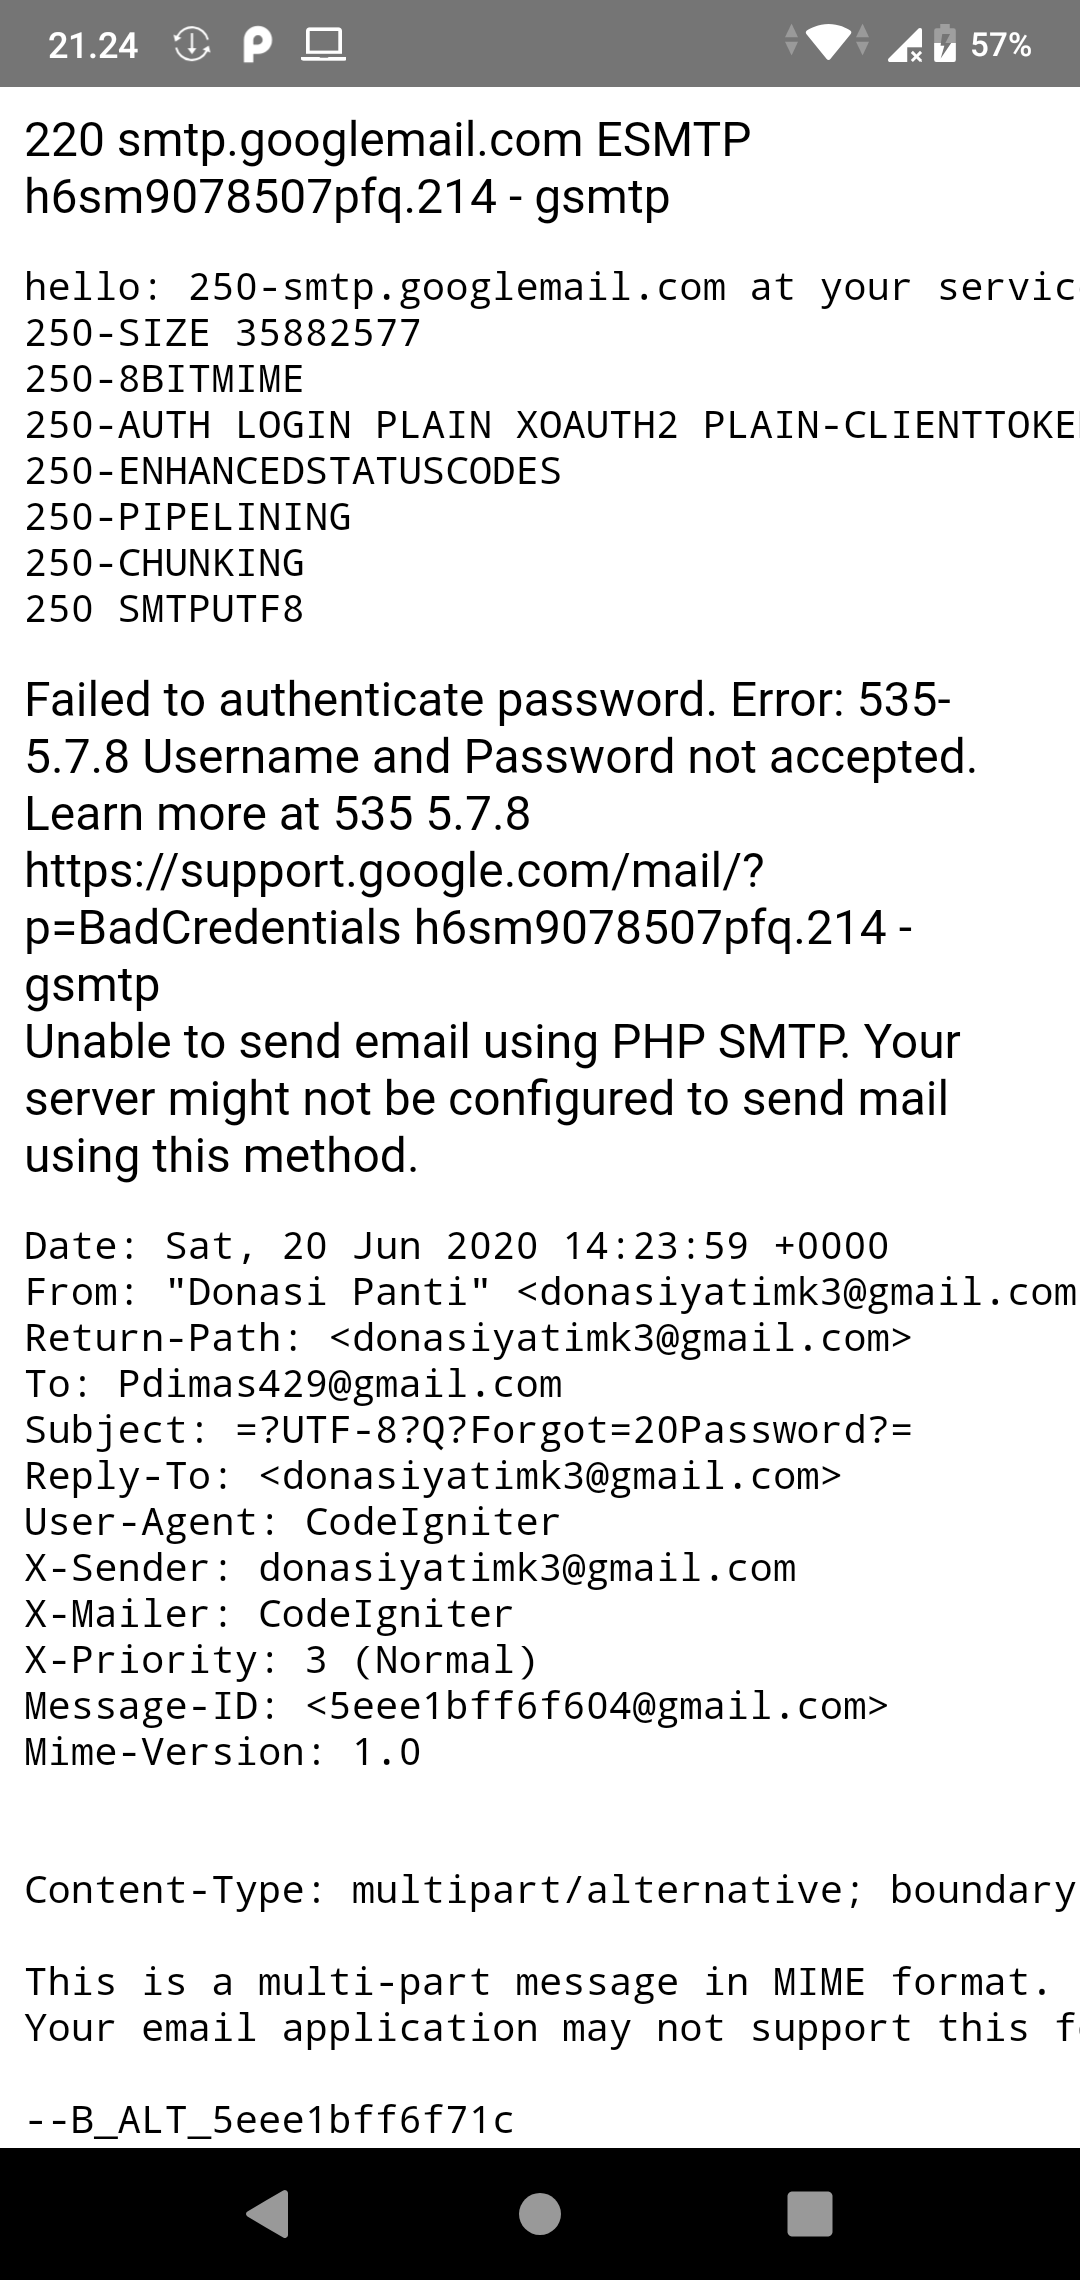 21.24
57%
220 smtp.googlemail.com ESMTP
h6sm9078507pfq.214 - gsmtp
hello: 250-smtp.googlemail.com at your servic
250-SIZE 35882577
250-8BITMIME
250-AUTH LOGIN PLAIN XOAUTH2 PLAIN-CLIENTTOKE
250-ENHANCEDSTATUSCODES
250-PIPELINING
250-CHUNKING
250 SMTPUTF8
Failed to authenticate password. Error: 535-
5.7.8 Username and Password not accepted.
Learn more at 535 5.7.8
https://support.google.com/mail/?
p=BadCredentials h6sm9078507pfq.214 -
gsmtp
Unable to send email using PHP SMTP. Your
server might not be configured to send mail
using this method.
Date: Sat, 20 Jun 2020 14:23:59 +0000
From: "Donasi Panti" <donasiyatimk3@gmail.com
Return-Path: <donasiyatimk3@gmail.com>
To: Pdimas429@gmail.com
Subject: =?UTF-8?Q?Forgot=20Password?=
Reply-To: <donasiyatimk3@gmail.com>
User-Agent: CodeIgniter
X-Sender: donasiyatimk3@gmail.com
X-Mailer: CodeIgniter
X-Priority: 3 (Normal)
Message-ID: <5eee1bff6f604@gmail.com>
Mime-Version: 1.0
Content-Type: multipart/alternative; boundary
This is a multi-part message in MIME format.
Your email application may not support this f
--B_ALT_5eee1bff6f71c